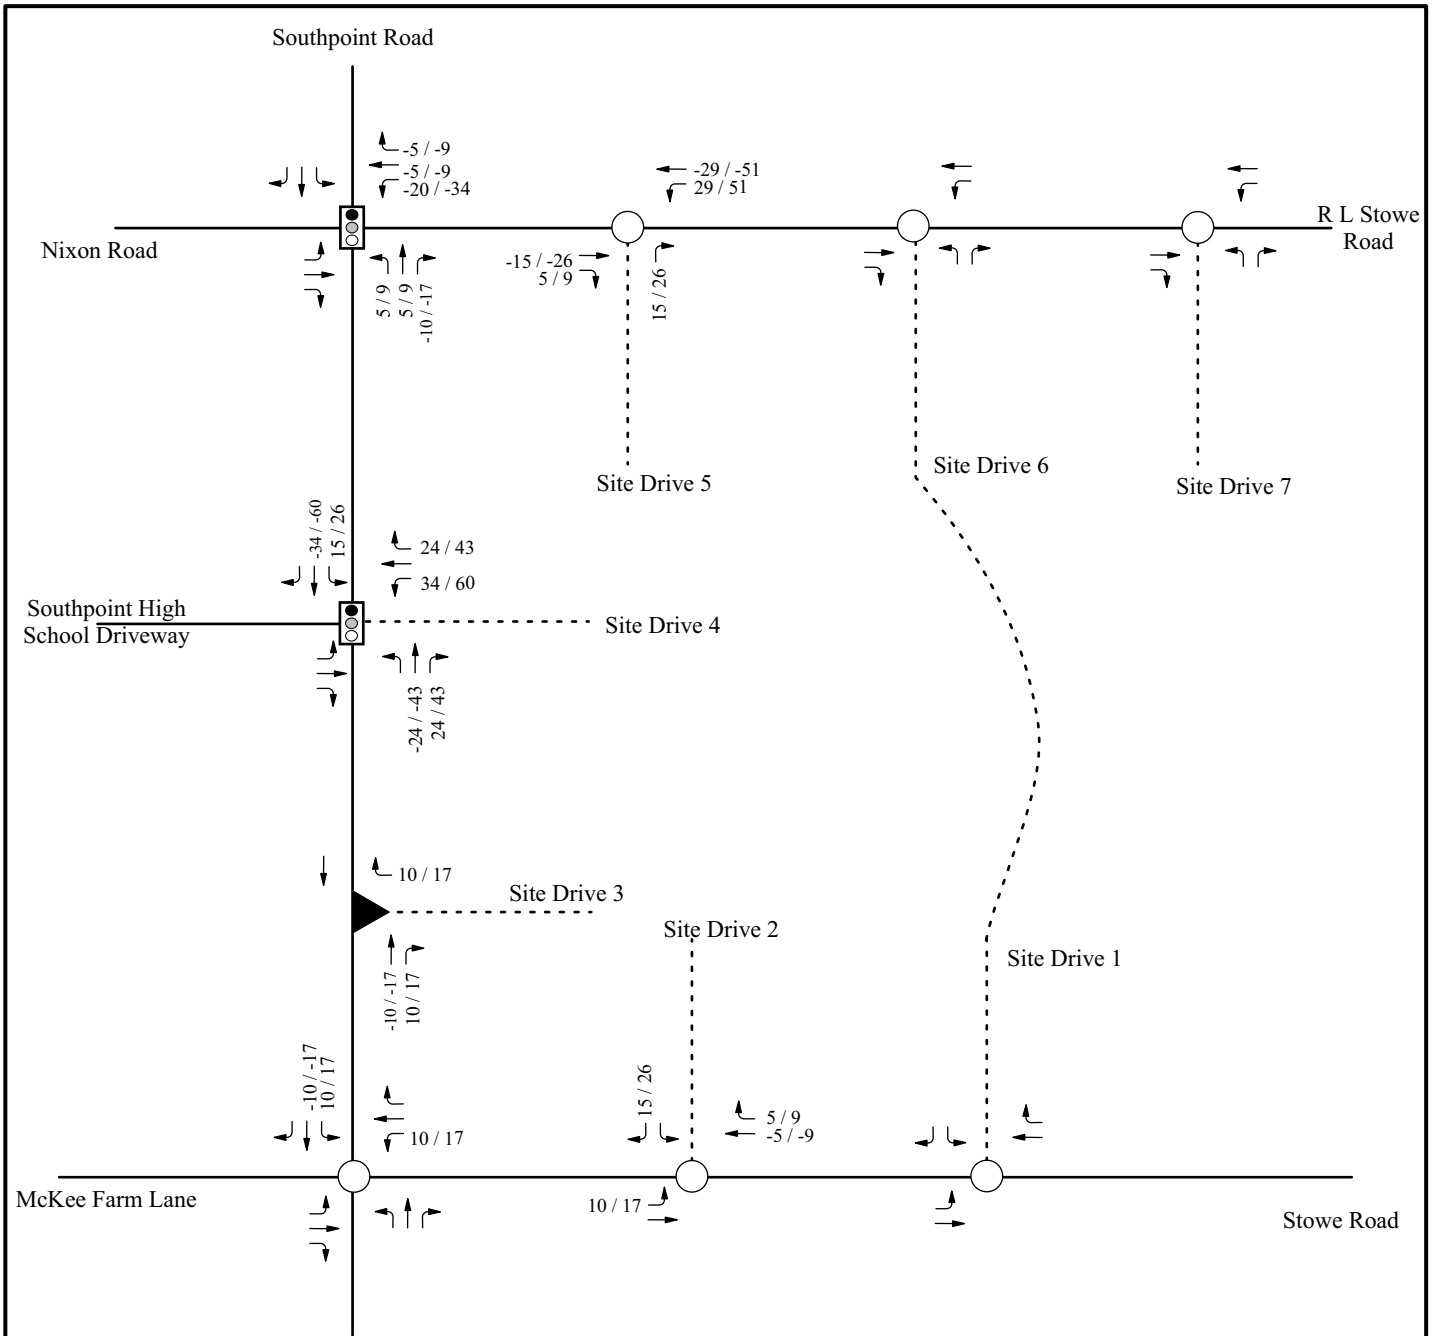 Southpoint Road
-5 / -9
-5 / -9
-20 / -34
-29 / -51
29 / 51
R L Stowe
Road
Nixon Road
5 / 9
5 / 9
-10 / -17
-15 / -26
5 / 9
15 / 26
Site Drive 5
Site Drive 6
Site Drive 7
-34 / -60
15 / 26
24 / 43
34 / 60
Southpoint High
School Driveway
Site Drive 4
-24 / -43
24 / 43
10 / 17
Site Drive 3
Site Drive 2
Site Drive 1
-10 / -17
10 / 17
-10 / -17
10 / 17
10 / 17
15 / 26
5 / 9
-5 / -9
McKee Farm Lane
10 / 17
Stowe Road